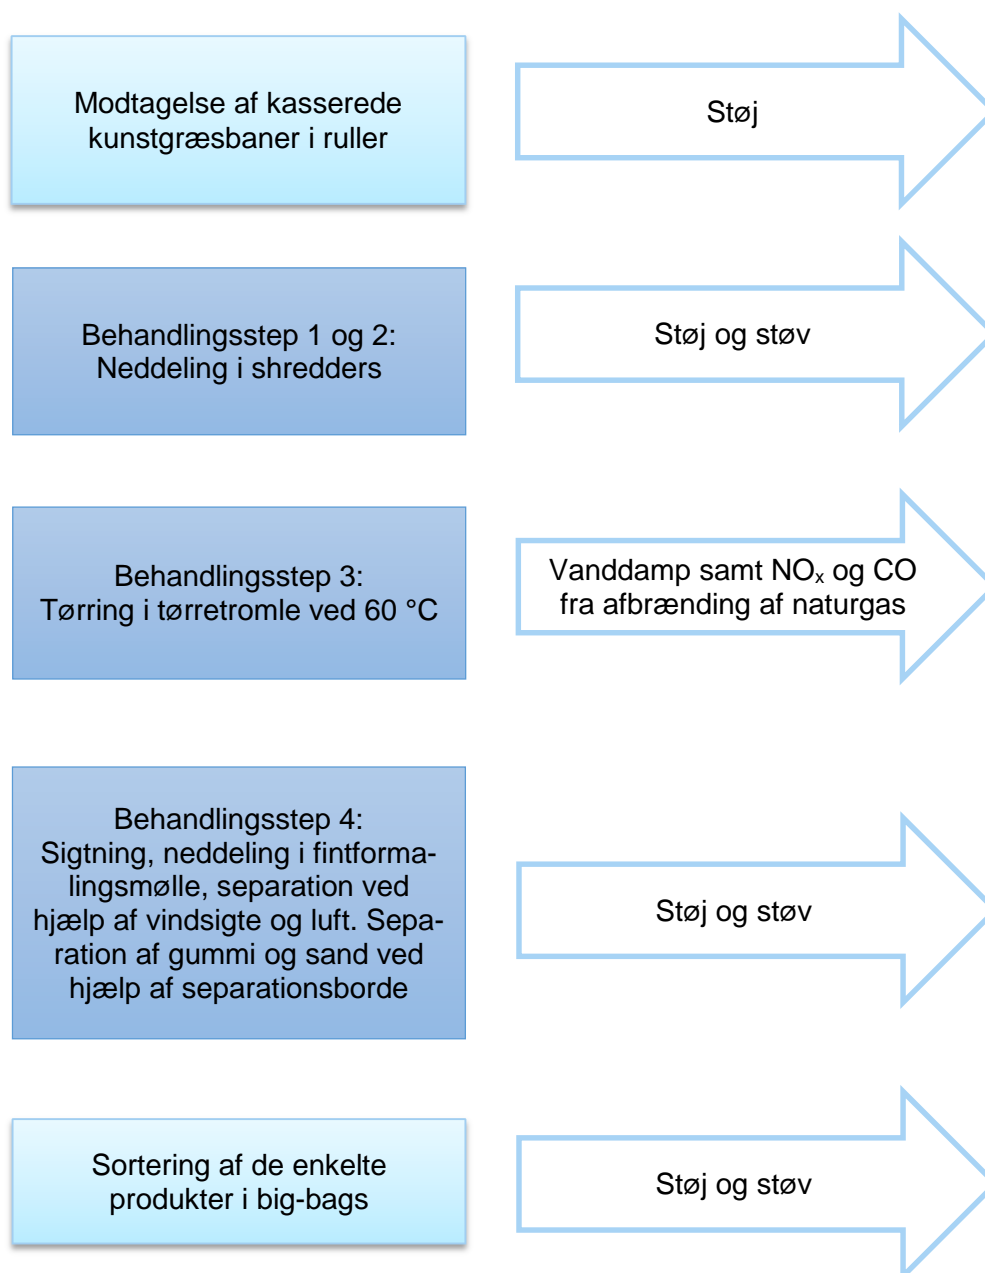 Modtagelse af kasserede
kunstgræsbaner i ruller
Støj
Behandlingsstep 1 og 2:
Neddeling i shredders
Støj og støv
Behandlingsstep 3:
Tørring i tørretromle ved 60 °C
Vanddamp samt NOₓ og CO
fra afbrænding af naturgas
Behandlingsstep 4:
Sigtning, neddeling i fintforma-
lingsmølle, separation ved
hjælp af vindsigte og luft. Sepa-
ration af gummi og sand ved
hjælp af separationsborde
Støj og støv
Sortering af de enkelte
produkter i big-bags
Støj og støv